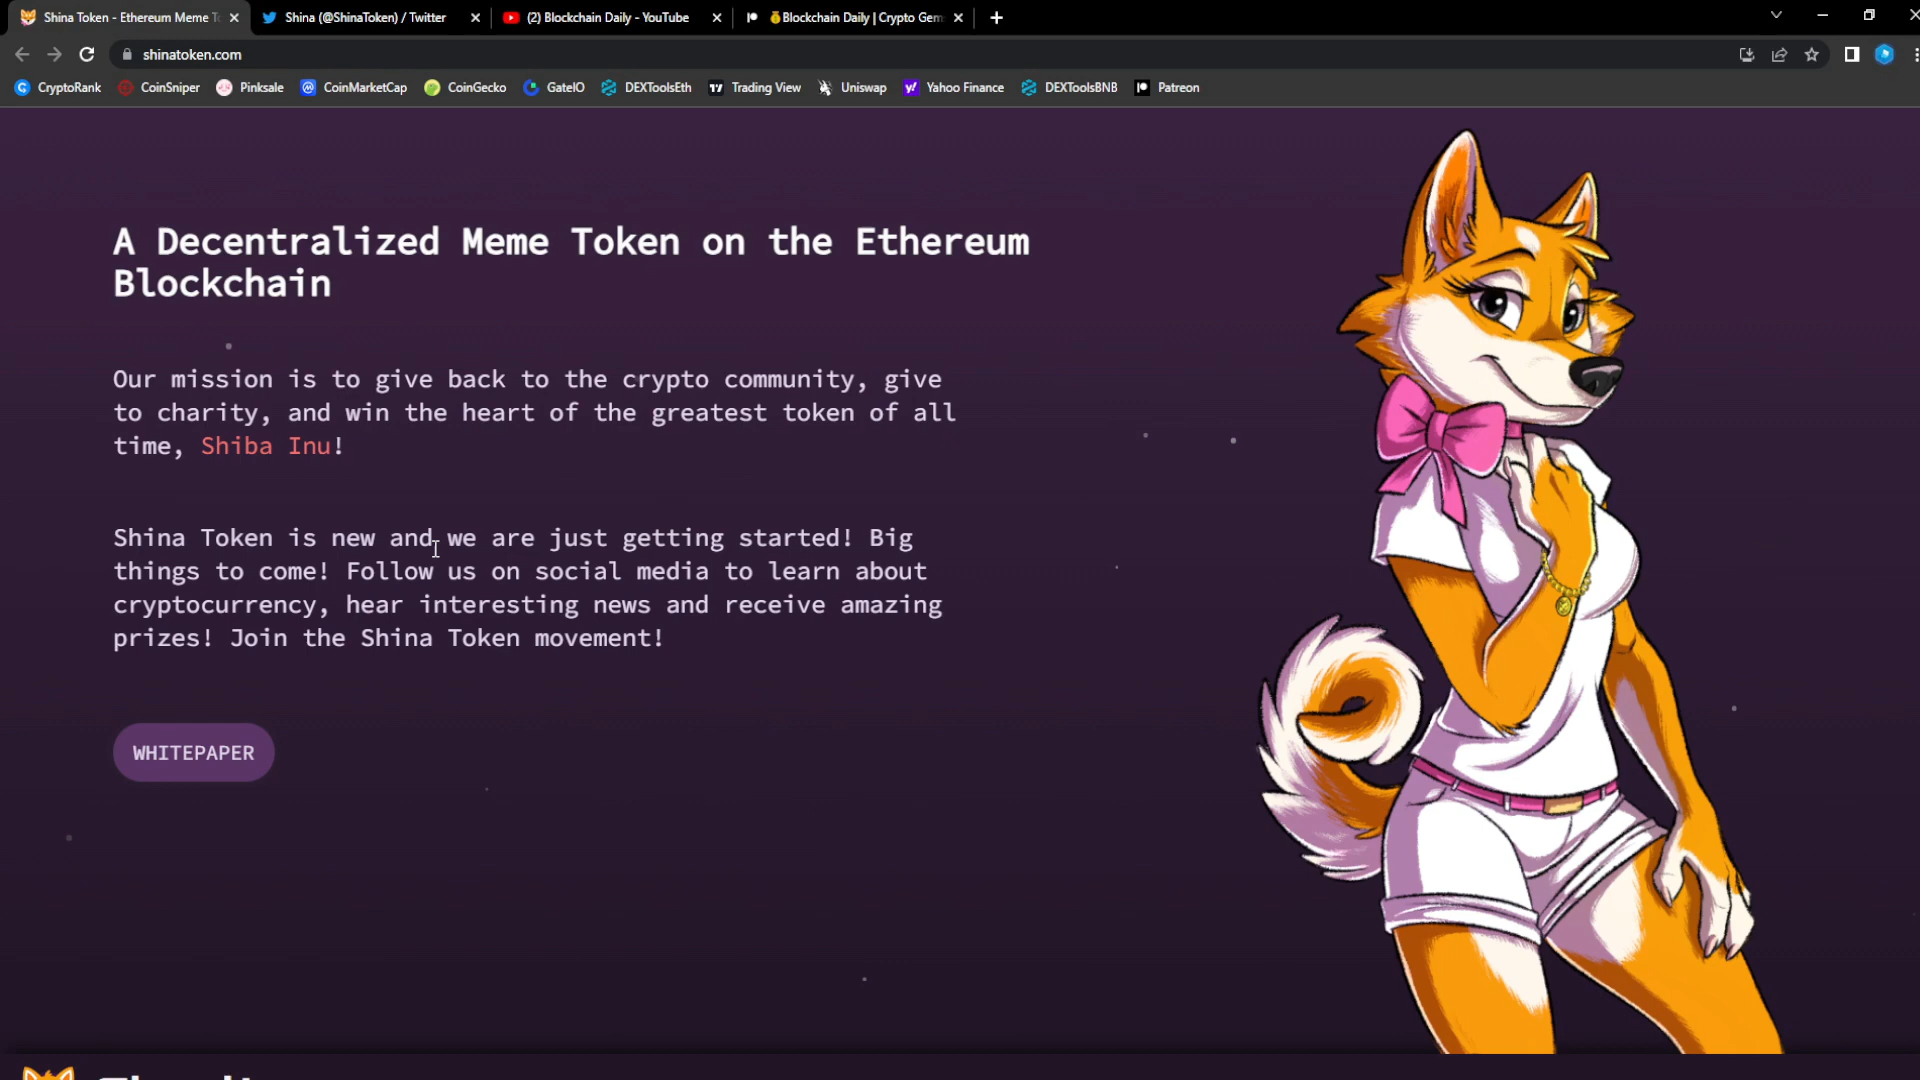 Shina Token - Ethereum Meme T
Shina (@ShinaToken) / Twitter
(2) Blockchain Daily - YouTube
Blockchain Daily | Crypto Gem
shinatoken.com
CryptoRank
CoinSniper
Pinksale
CoinMarketCap
CoinGecko
GateIO
DEXToolsEth
Trading View
Uniswap
Yahoo Finance
DEXToolsBNB
Patreon
A Decentralized Meme Token on the Ethereum
Blockchain
Our mission is to give back to the crypto community, give
to charity, and win the heart of the greatest token of all
time, Shiba Inu!
Shina Token is new and we are just getting started! Big
things to come! Follow us on social media to learn about
cryptocurrency, hear interesting news and receive amazing
prizes! Join the Shina Token movement!
WHITEPAPER